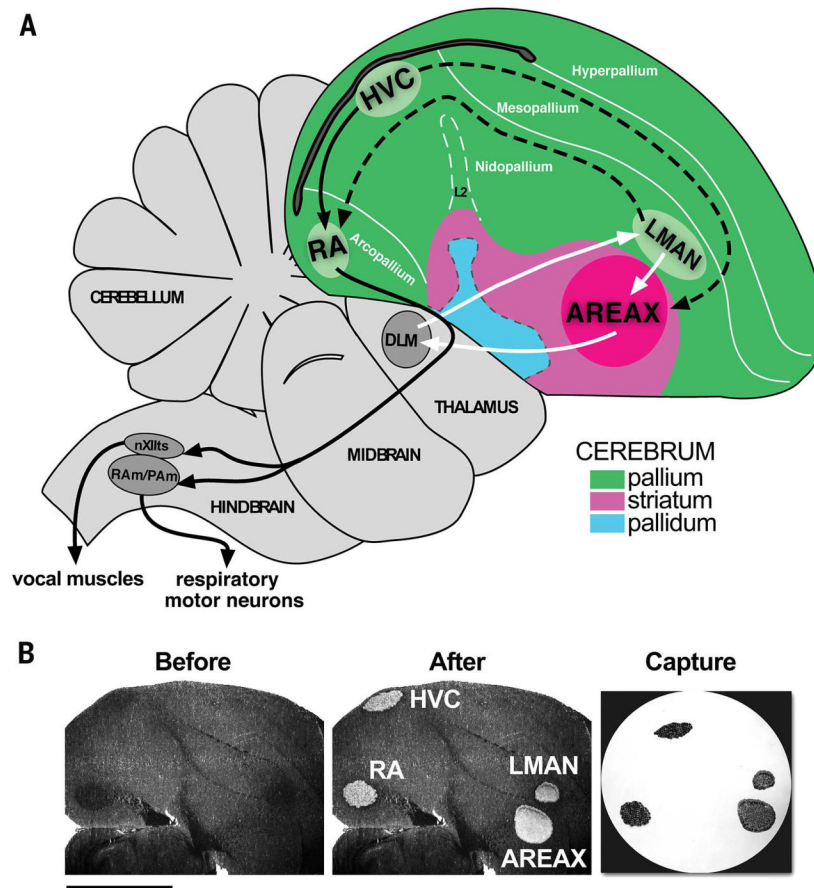 A
HVC
Hyperpallium
Mesopallium
Nidopallium
L2
LMAN
RA
Arcopallium
AREAX
CEREBELLUM
DLM
THALAMUS
MIDBRAIN
nXIIts
RAm/PAm
HINDBRAIN
vocal muscles
respiratory
motor neurons
CEREBRUM
pallium
striatum
pallidum
B
Before
After
Capture
HVC
RA
LMAN
AREAX